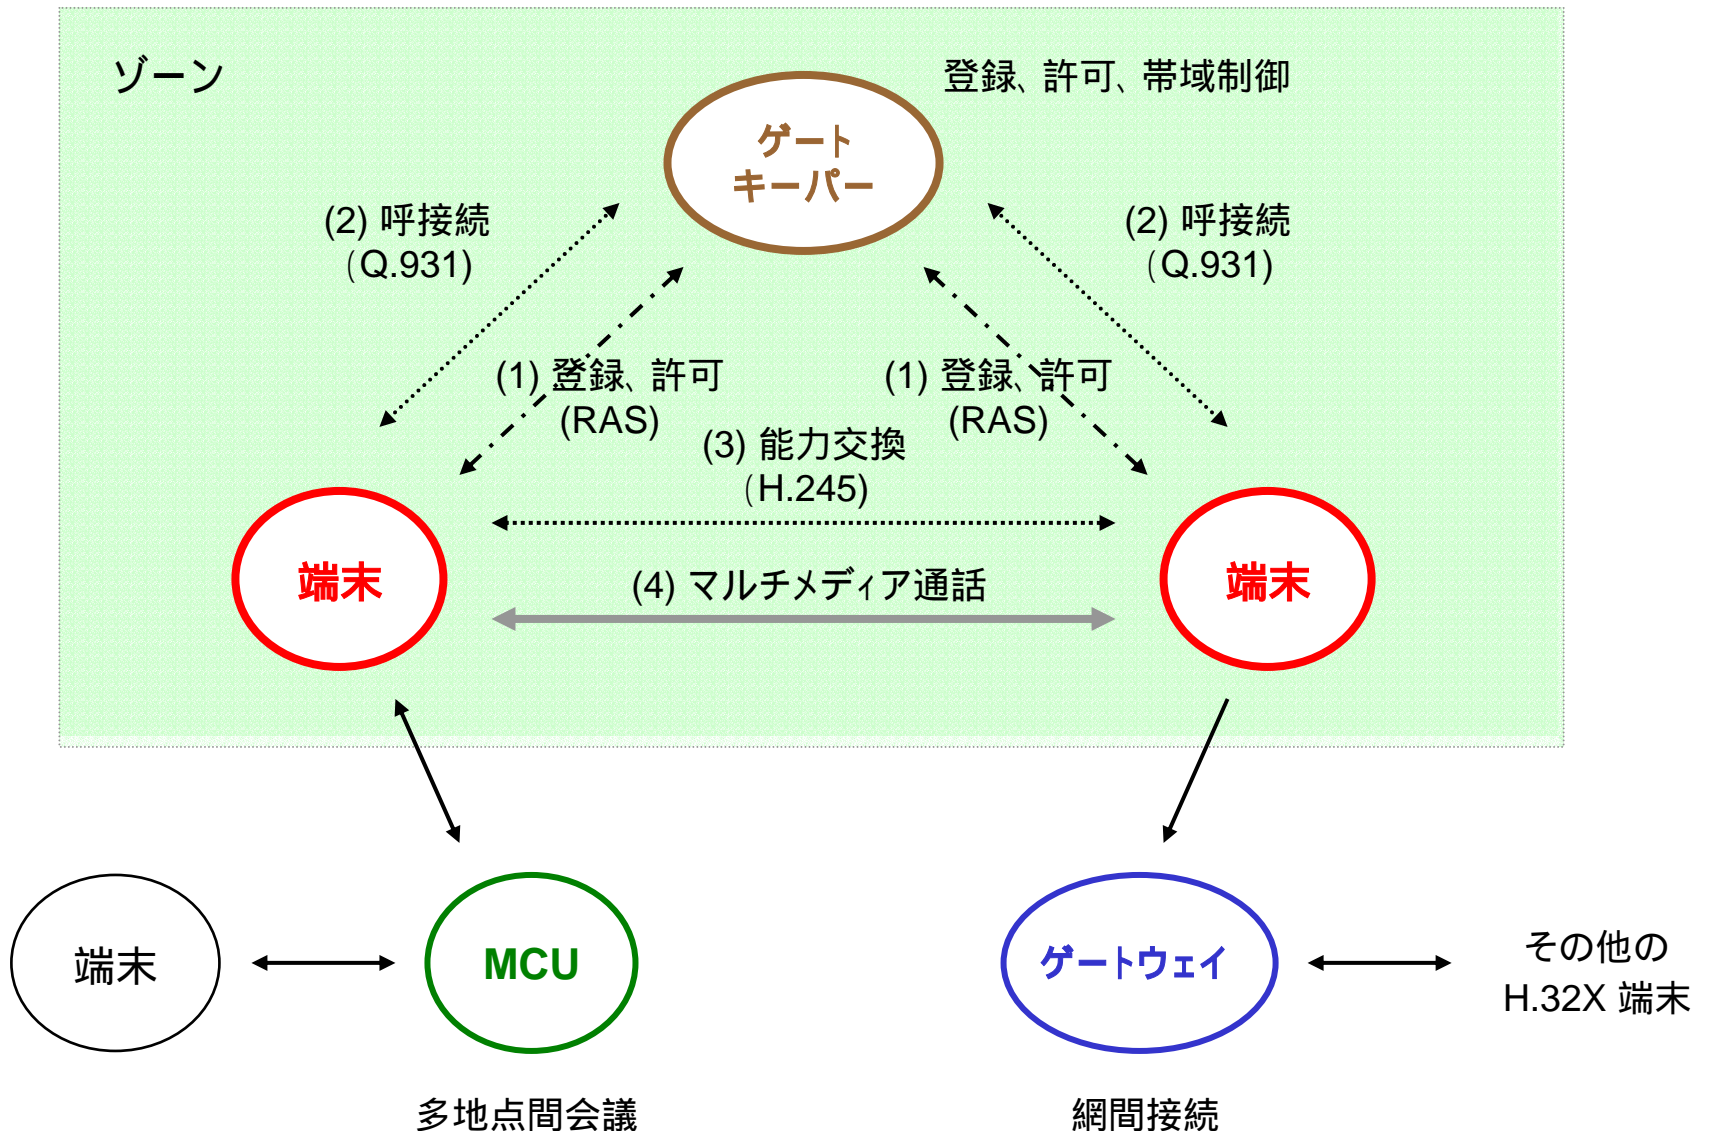 ゾーン
登録、許可、帯域制御
ゲート
キーパー
(2) 呼接続
(Q.931)
(2) 呼接続
(Q.931)
(1) 登録、許可
(RAS)
(1) 登録、許可
(RAS)
(3) 能力交換
(H.245)
端末
端末
(4) マルチメディア通話
端末
MCU
ゲートウェイ
その他の
H.32X 端末
多地点間会議
網間接続